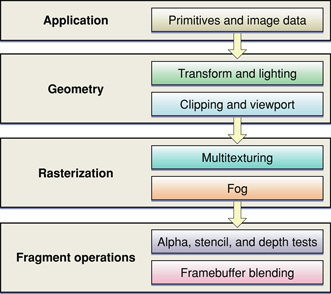 Application
Primitives and image data
Geometry
Transform and lighting
Clipping and viewport
Rasterization
Multitexturing
Fog
Fragment operations
Alpha, stencil, and depth tests
Framebuffer blending